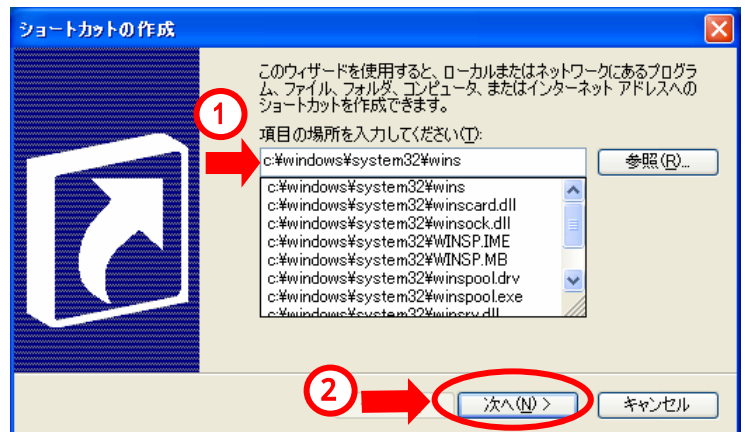 ショートカットの作成
このウィザードを使用すると、ローカルまたはネットワークにあるプログラ
ム、ファイル、フォルダ、コンピュータ、またはインターネット アドレスへの
ショートカットを作成できます。
1
項目の場所を入力してください(T):
c:¥windows¥system32¥wins
参照(R)...
c:¥windows¥system32¥wins
c:¥windows¥system32¥winscard.dll
c:¥windows¥system32¥winsock.dll
c:¥windows¥system32¥WINSP.IME
c:¥windows¥system32¥WINSP.MB
c:¥windows¥system32¥winspool.drv
c:¥windows¥system32¥winspool.exe
c:¥windows¥system32¥winsrv.dll
2
次へ(N) >
キャンセル